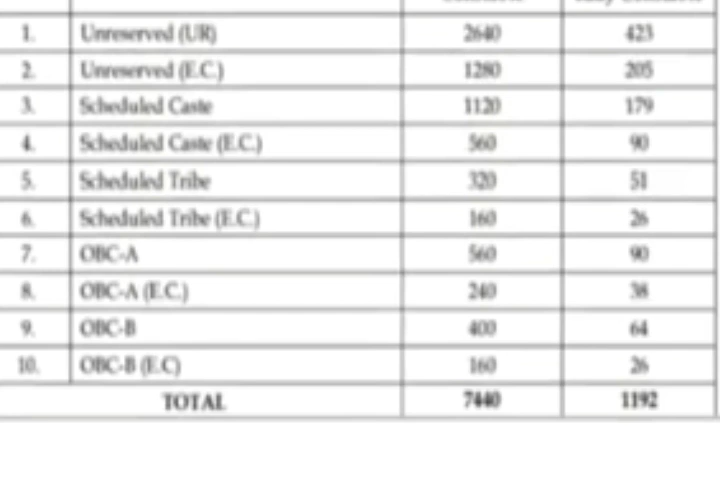 1. Unreserved (UR) 2640 423
2. Unreserved (E.C.) 1280 205
3. Scheduled Caste 1120 179
4. Scheduled Caste (E.C.) 560 90
5. Scheduled Tribe 320 51
6. Scheduled Tribe (E.C.) 160 26
7. OBC-A 560 90
8. OBC-A (E.C.) 240 38
9. OBC-B 400 64
10. OBC-B (E.C) 160 26
TOTAL 7440 1192